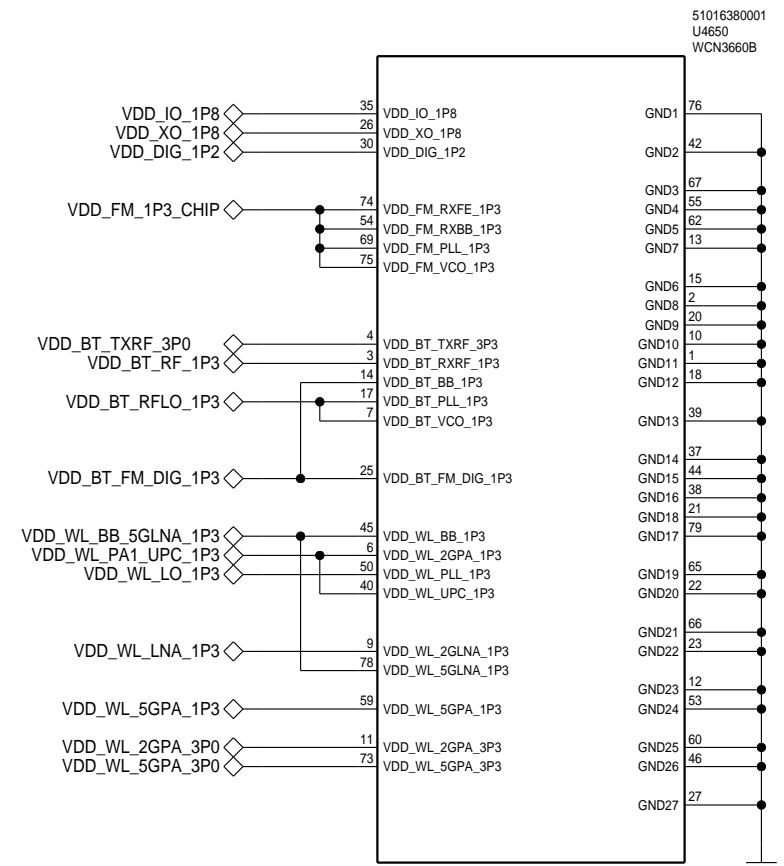 51016380001
U4650
WCN3660B
VDD_IO_1P8 35 VDD_IO_1P8 GND1 76
VDD_XO_1P8 26 VDD_XO_1P8
VDD_DIG_1P2 30 VDD_DIG_1P2 GND2 42
GND3 67
VDD_FM_1P3_CHIP 74 VDD_FM_RXFE_1P3 GND4 55
54 VDD_FM_RXBB_1P3 GND5 62
69 VDD_FM_PLL_1P3 GND7 13
75 VDD_FM_VCO_1P3
GND6 15
GND8 2
GND9 20
VDD_BT_TXRF_3P0 4 VDD_BT_TXRF_3P3 GND10 10
VDD_BT_RF_1P3 3 VDD_BT_RXRF_1P3 GND11 1
14 VDD_BT_BB_1P3 GND12 18
VDD_BT_RFLO_1P3 17 VDD_BT_PLL_1P3
7 VDD_BT_VCO_1P3 GND13 39
GND14 37
VDD_BT_FM_DIG_1P3 25 VDD_BT_FM_DIG_1P3 GND15 44
GND16 38
GND18 21
VDD_WL_BB_5GLNA_1P3 45 VDD_WL_BB_1P3 GND17 79
VDD_WL_PA1_UPC_1P3 6 VDD_WL_2GPA_1P3
VDD_WL_LO_1P3 50 VDD_WL_PLL_1P3 GND19 65
40 VDD_WL_UPC_1P3 GND20 22
GND21 66
VDD_WL_LNA_1P3 9 VDD_WL_2GLNA_1P3 GND22 23
78 VDD_WL_5GLNA_1P3
GND23 12
VDD_WL_5GPA_1P3 59 VDD_WL_5GPA_1P3 GND24 53
VDD_WL_2GPA_3P0 11 VDD_WL_2GPA_3P3 GND25 60
VDD_WL_5GPA_3P0 73 VDD_WL_5GPA_3P3 GND26 46
GND27 27